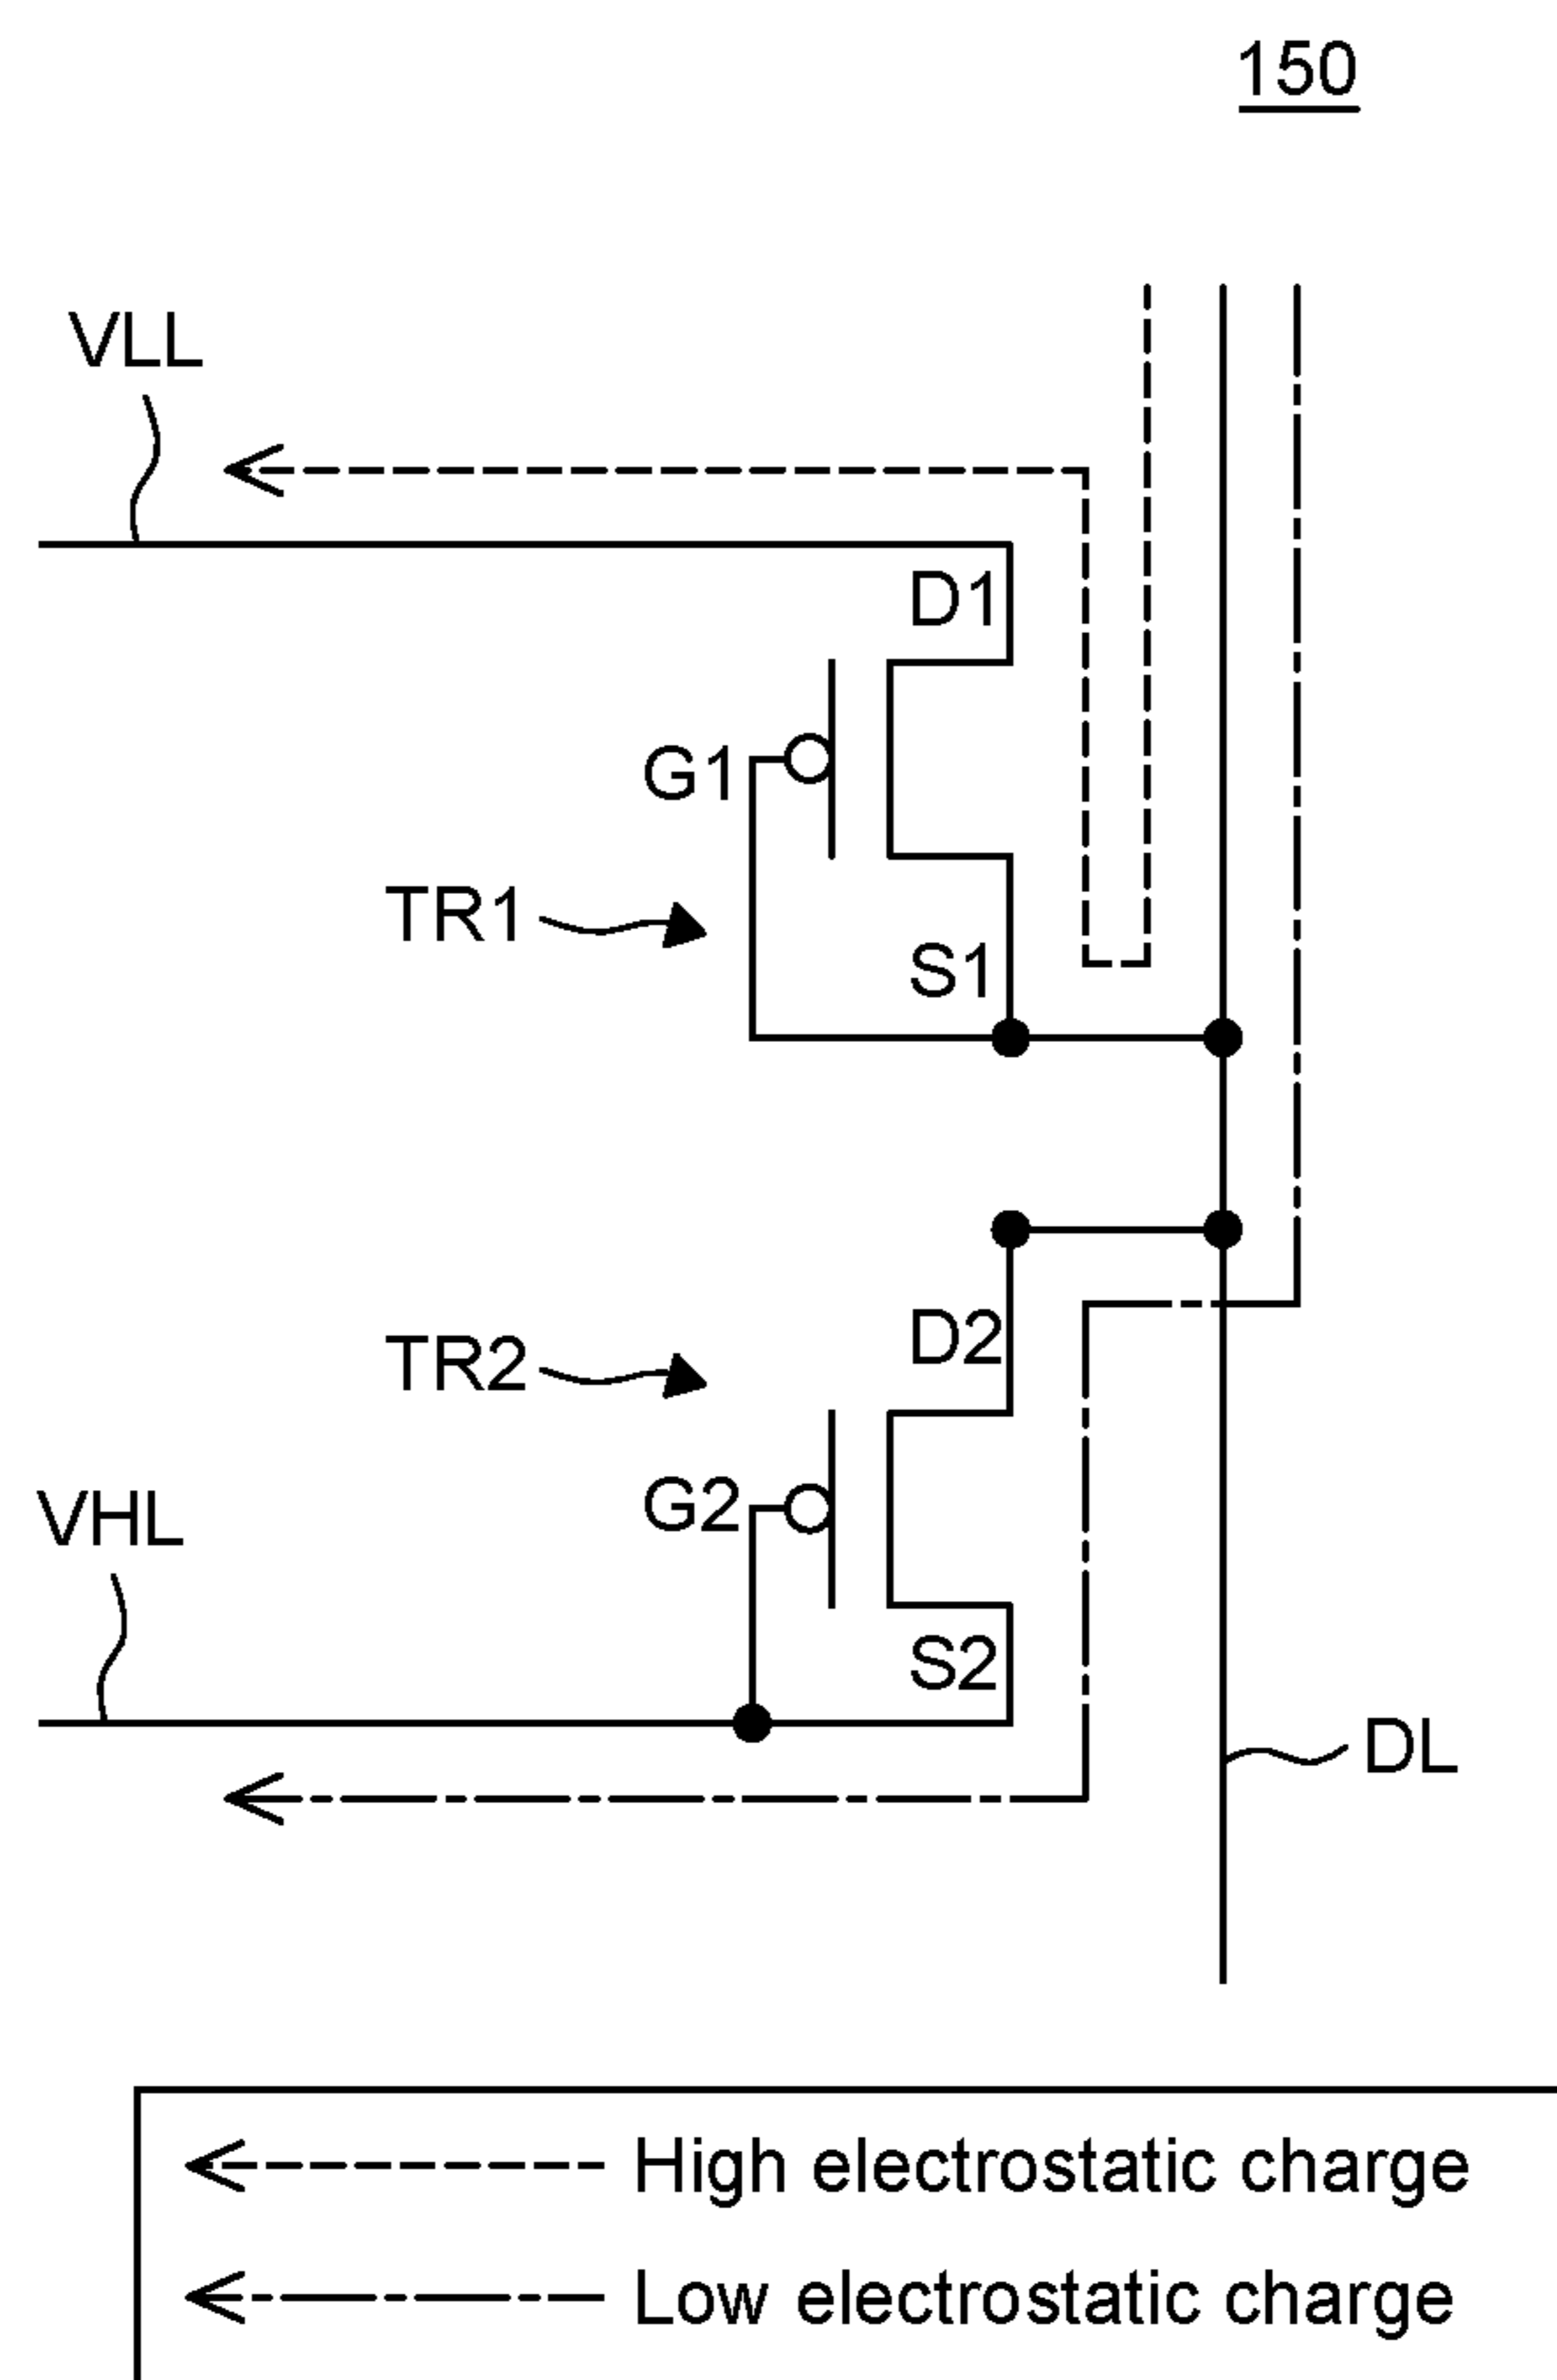 150
VLL
D1
G1
TR1
S1
D2
TR2
G2
VHL
S2
DL
High electrostatic charge
Low electrostatic charge